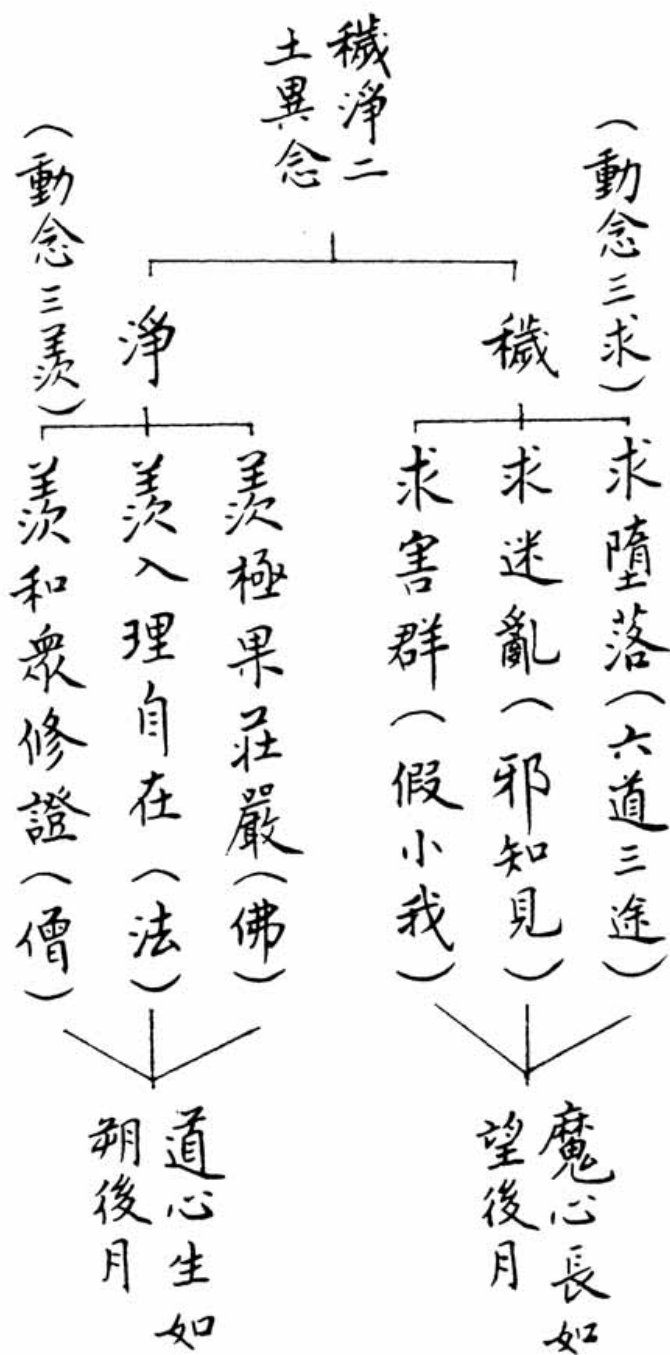 穢淨二
土異念
（動念三求）
穢
求墮落（六道三途）
求迷亂（邪知見）
求害群（假小我）
魔心長如
望後月
（動念三羨）
淨
羨極果莊嚴（佛）
羨入理自在（法）
羨和眾修證（僧）
道心生如
朔後月